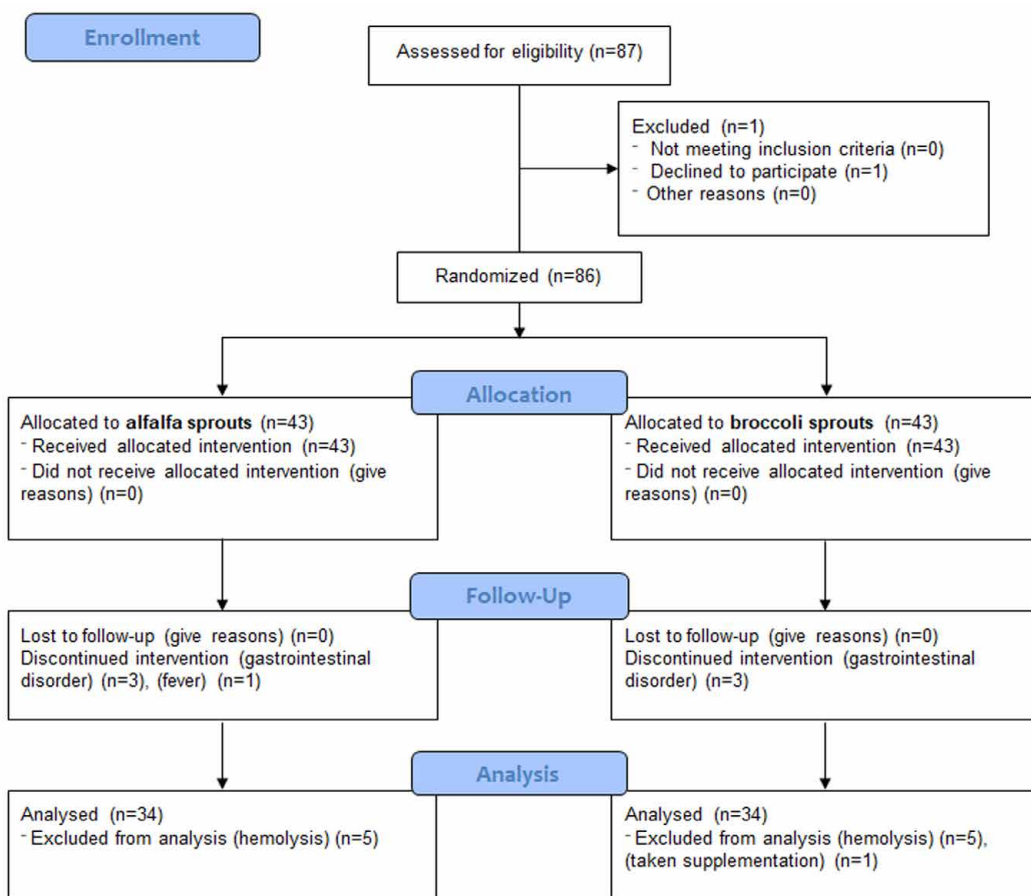 Enrollment
Assessed for eligibility (n=87)
Excluded (n=1)
- Not meeting inclusion criteria (n=0)
- Declined to participate (n=1)
- Other reasons (n=0)
Randomized (n=86)
Allocation
Allocated to alfalfa sprouts (n=43)
- Received allocated intervention (n=43)
- Did not receive allocated intervention (give
reasons) (n=0)
Allocated to broccoli sprouts (n=43)
- Received allocated intervention (n=43)
- Did not receive allocated intervention (give
reasons) (n=0)
Follow-Up
Lost to follow-up (give reasons) (n=0)
Discontinued intervention (gastrointestinal
disorder) (n=3), (fever) (n=1)
Lost to follow-up (give reasons) (n=0)
Discontinued intervention (gastrointestinal
disorder) (n=3)
Analysis
Analysed (n=34)
- Excluded from analysis (hemolysis) (n=5)
Analysed (n=34)
- Excluded from analysis (hemolysis) (n=5),
(taken supplementation) (n=1)